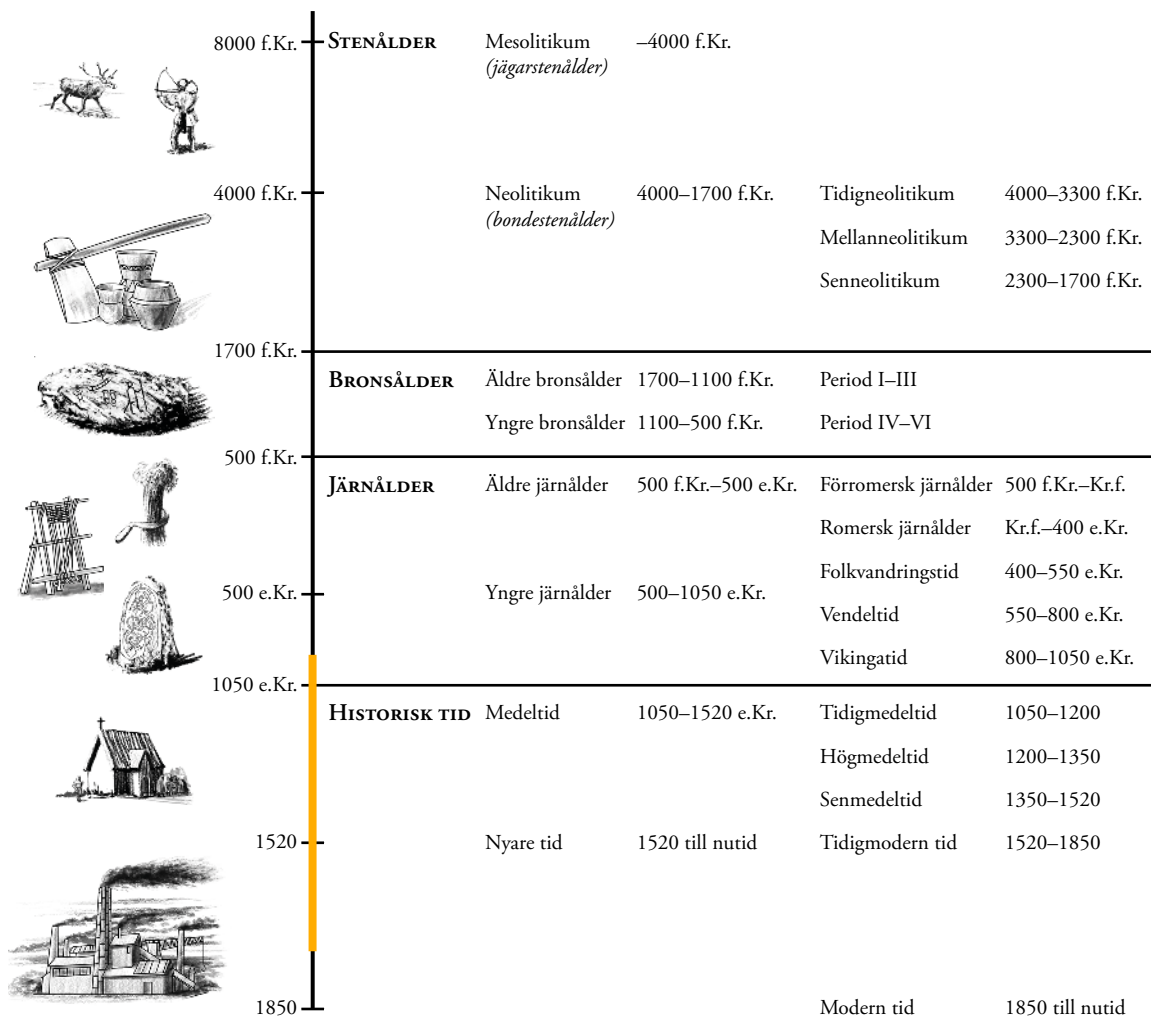 8000 f.Kr. STENÅLDER Mesolitikum –4000 f.Kr.
(jägarstenålder)
4000 f.Kr. Neolitikum 4000–1700 f.Kr. Tidigneolitikum 4000–3300 f.Kr.
(bondestenålder)
Mellanneolitikum 3300–2300 f.Kr.
Senneolitikum 2300–1700 f.Kr.
1700 f.Kr.
BRONSÅLDER Äldre bronsålder 1700–1100 f.Kr. Period I–III
Yngre bronsålder 1100–500 f.Kr. Period IV–VI
500 f.Kr.
JÄRNÅLDER Äldre järnålder 500 f.Kr.–500 e.Kr. Förromersk järnålder 500 f.Kr.–Kr.f.
Romersk järnålder Kr.f.–400 e.Kr.
Folkvandringstid 400–550 e.Kr.
500 e.Kr. Yngre järnålder 500–1050 e.Kr.
Vendeltid 550–800 e.Kr.
Vikingatid 800–1050 e.Kr.
1050 e.Kr.
HISTORISK TID Medeltid 1050–1520 e.Kr. Tidigmedeltid 1050–1200
Högmedeltid 1200–1350
Senmedeltid 1350–1520
1520 Nyare tid 1520 till nutid Tidigmodern tid 1520–1850
1850 Modern tid 1850 till nutid